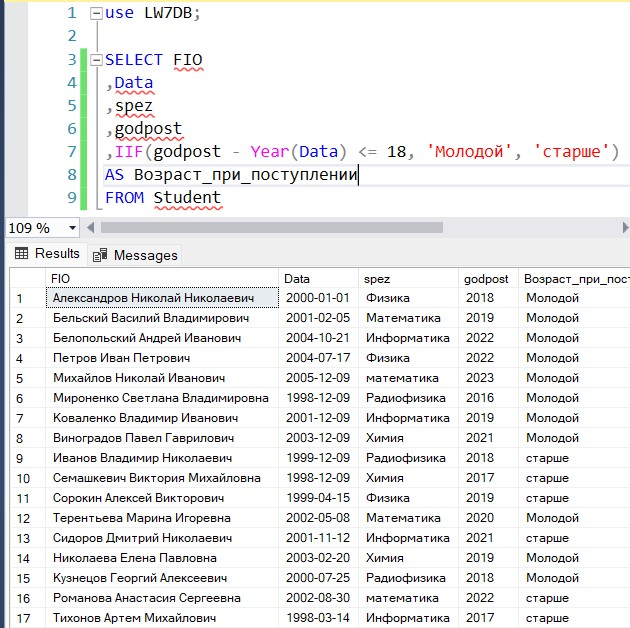 1 use LW7DB;
2
3 SELECT FIO
4 ,Data
5 ,spez
6 ,godpost
7 ,IIF(godpost - Year(Data) <= 18, 'Молодой', 'старше')
8 AS Возраст_при_поступлении
9 FROM Student
109 %
Results Messages
FIO Data spez godpost Возраст_при_пост
1 Александров Николай Николаевич 2000-01-01 Физика 2018 Молодой
2 Бельский Василий Владимирович 2001-02-05 Математика 2019 Молодой
3 Белопольский Андрей Иванович 2004-10-21 Информатика 2022 Молодой
4 Петров Иван Петрович 2004-07-17 Физика 2022 Молодой
5 Михайлов Николай Иванович 2005-12-09 математика 2023 Молодой
6 Мироненко Светлана Владимировна 1998-12-09 Радиофизика 2016 Молодой
7 Коваленко Владимир Иванович 2001-12-09 Информатика 2019 Молодой
8 Виноградов Павел Гаврилович 2003-12-09 Химия 2021 Молодой
9 Иванов Владимир Николаевич 1999-12-09 Радиофизика 2018 старше
10 Семашкевич Виктория Михайловна 1998-12-09 Химия 2017 старше
11 Сорокин Алексей Викторович 1999-04-15 Физика 2019 старше
12 Терентьева Марина Игоревна 2002-05-08 Математика 2020 Молодой
13 Сидоров Дмитрий Николаевич 2001-11-12 Информатика 2021 старше
14 Николаева Елена Павловна 2003-02-20 Химия 2019 Молодой
15 Кузнецов Георгий Алексеевич 2000-07-25 Радиофизика 2018 Молодой
16 Романова Анастасия Сергеевна 2002-08-30 математика 2022 старше
17 Тихонов Артем Михайлович 1998-03-14 Информатика 2017 старше